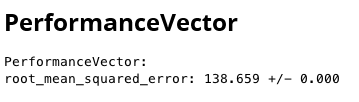 PerformanceVector
PerformanceVector:
root_mean_squared_error: 138.659 +/- 0.000